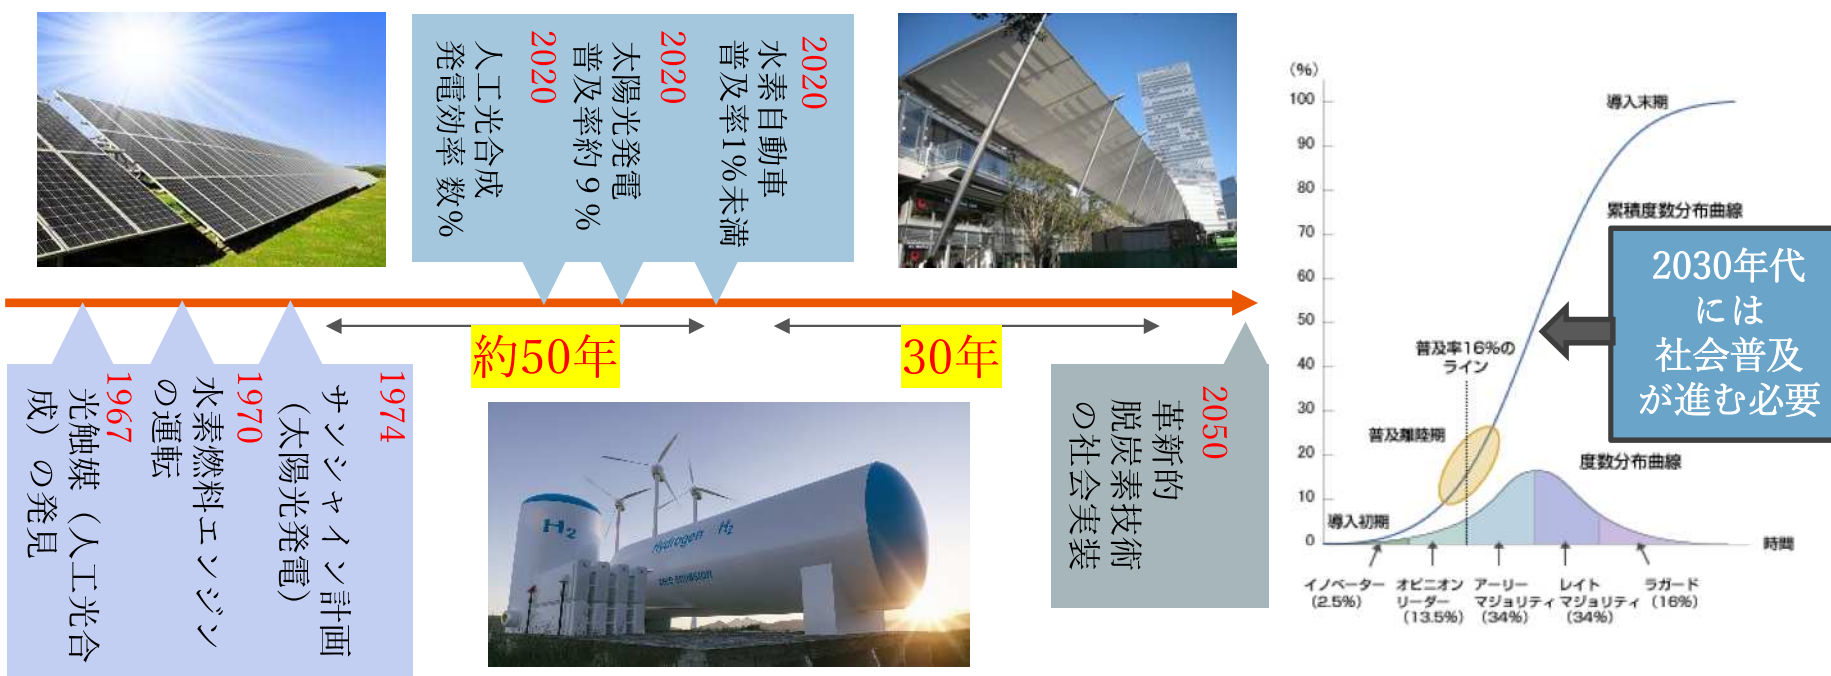 2020
水素自動車
普及率1%未満
2020
太陽光発電
普及率約9%
2020
人工光合成
発電効率 数%
約50年
30年
1974
サンシャイン計画
(太陽光発電)
1970
水素燃料エンジン
の運転
1967
光触媒(人工光合
成)の発見
H2
Hydrogen H2
zero emission
2050
革新的
脱炭素技術
の社会実装
(%)
100
90
80
70
60
50
40
30
20
10
0
導入末期
累積度数分布曲線
2030年代
には
社会普及
が進む必要
普及率16%の
ライン
普及離陸期
度数分布曲線
導入初期
時間
イノベーター
(2.5%)
オピニオン
リーダー
(13.5%)
アーリー
マジョリティ
(34%)
レイト
マジョリティ
(34%)
ラガード
(16%)